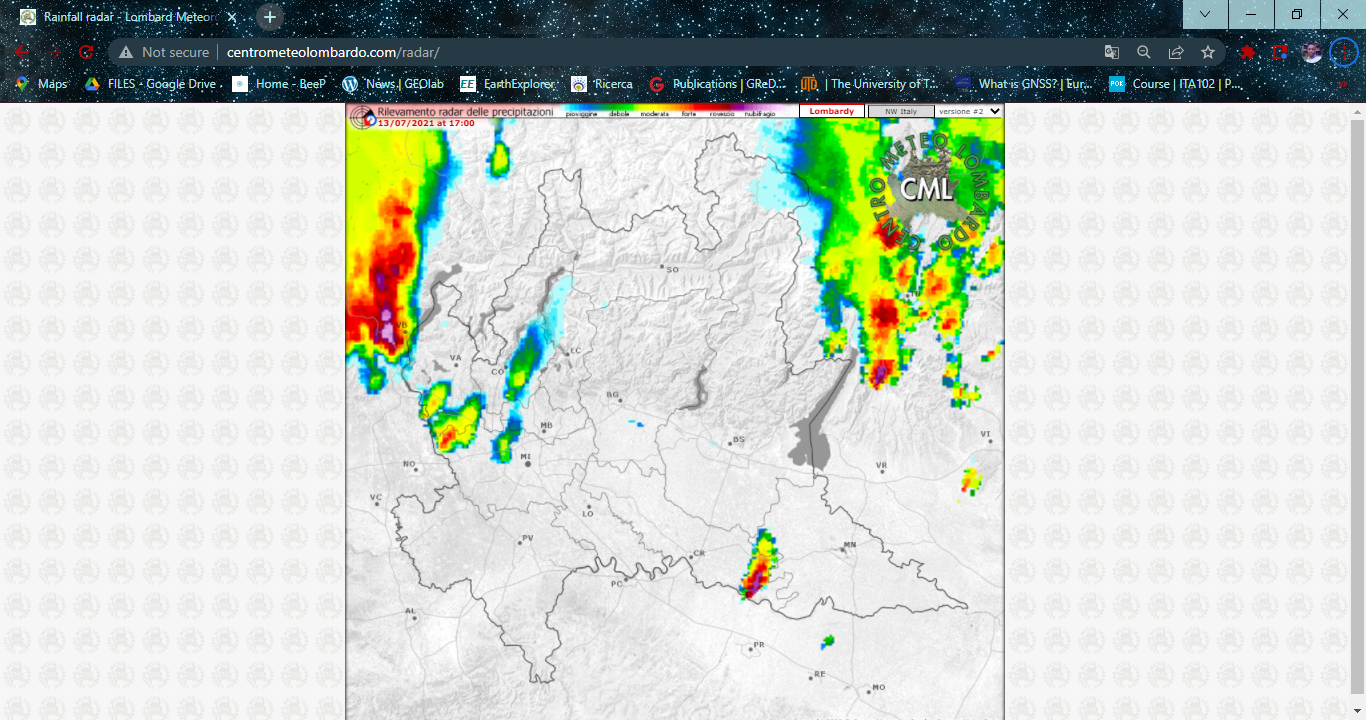 Rainfall radar - Lombard Meteoro
Not secure
centrometeolombardo.com/radar/
Maps
FILES - Google Drive
Home - BeeP
News | GEOlab
EarthExplorer
Ricerca
Publications | GReD...
| The University of T...
What is GNSS? | Eur...
POK
Course | ITA102 | P...
Rilevamento radar delle precipitazioni
13/07/2021 at 17:00
pioviggine debole moderata forte rovescio nubifragio
Lombardy
NW Italy
versione #2
CENTRO METEO LOMBARDO
CML
SO
VB
VA
CO
LC
BG
MB
MI
BS
NO
VC
VR
VI
LO
PV
CR
MN
PC
AL
PR
RE
MO